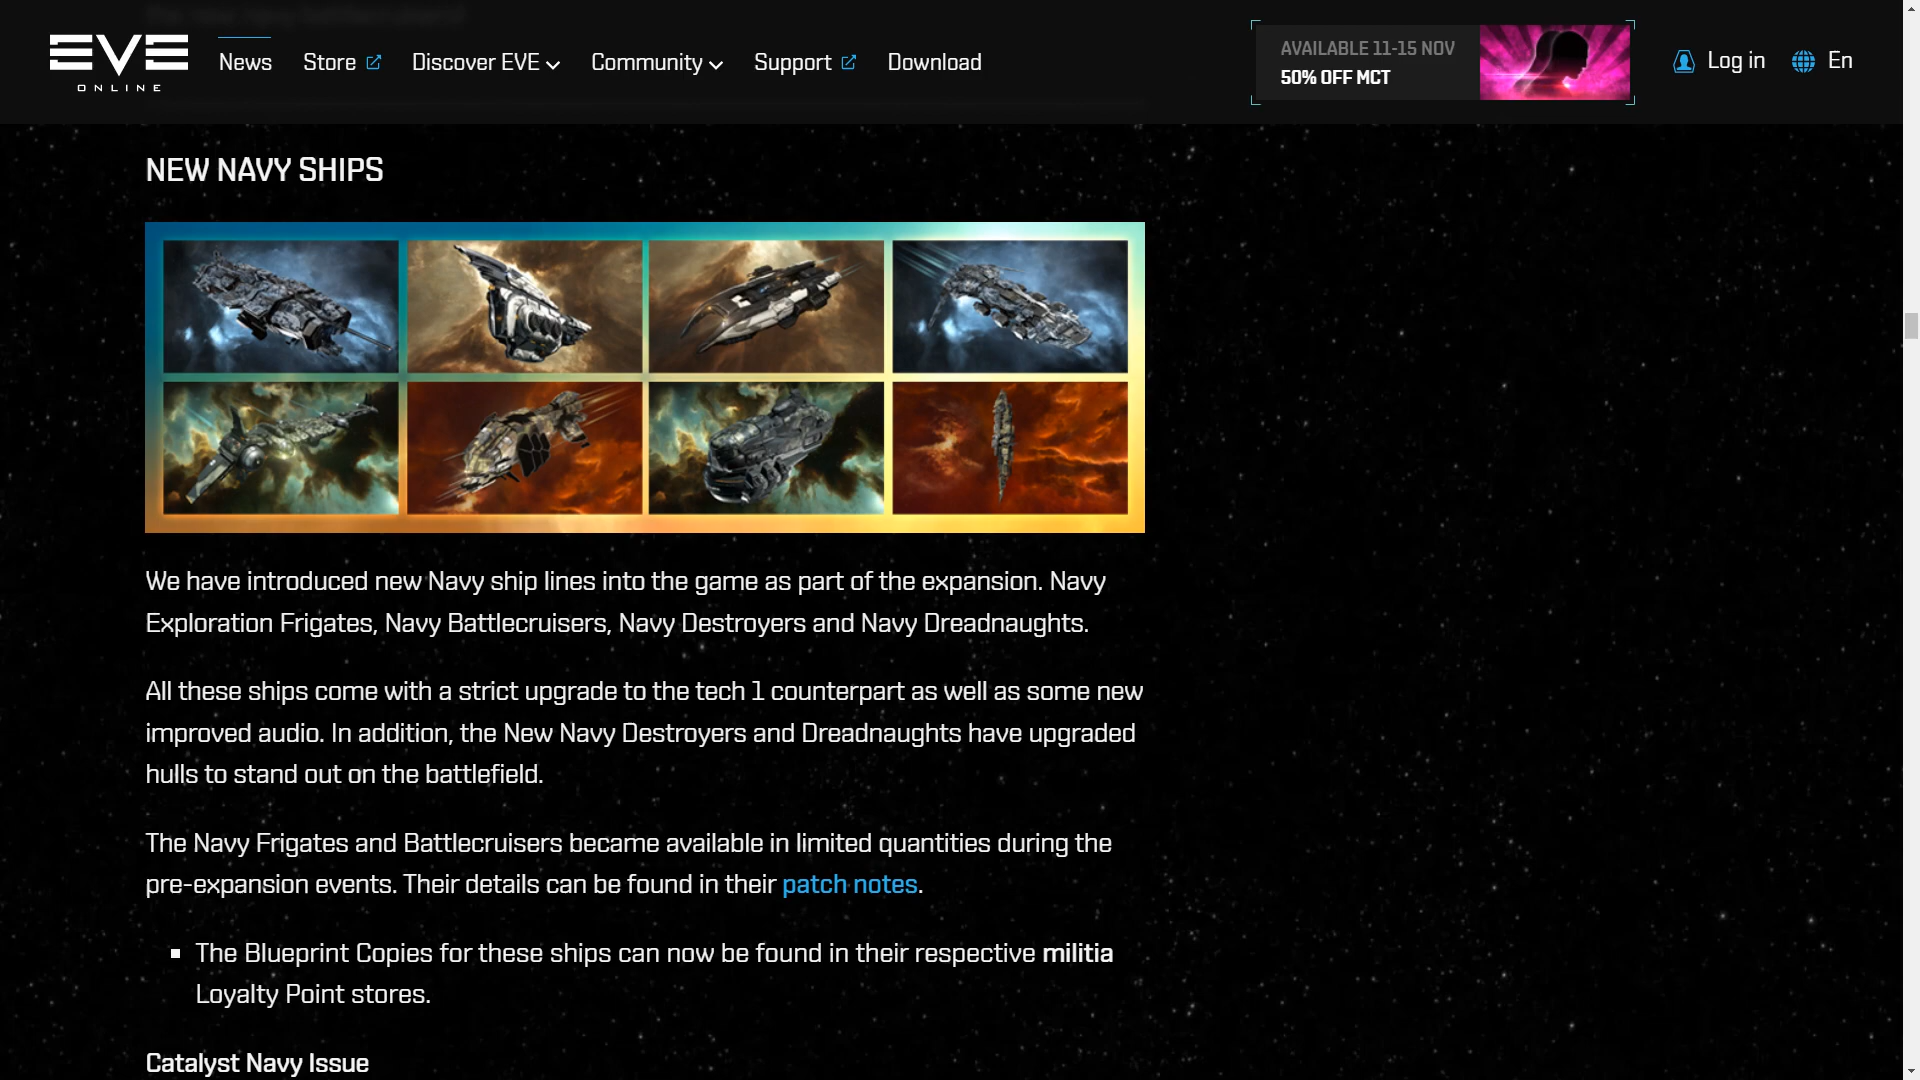 EVE
ONLINE
News
Store
Discover EVE
Community
Support
Download
AVAILABLE 11-15 NOV
50% OFF MCT
Log in
En
NEW NAVY SHIPS
We have introduced new Navy ship lines into the game as part of the expansion. Navy
Exploration Frigates, Navy Battlecruisers, Navy Destroyers and Navy Dreadnaughts.
All these ships come with a strict upgrade to the tech 1 counterpart as well as some new
improved audio. In addition, the New Navy Destroyers and Dreadnaughts have upgraded
hulls to stand out on the battlefield.
The Navy Frigates and Battlecruisers became available in limited quantities during the
pre-expansion events. Their details can be found in their patch notes.
The Blueprint Copies for these ships can now be found in their respective militia
Loyalty Point stores.
Catalyst Navy Issue